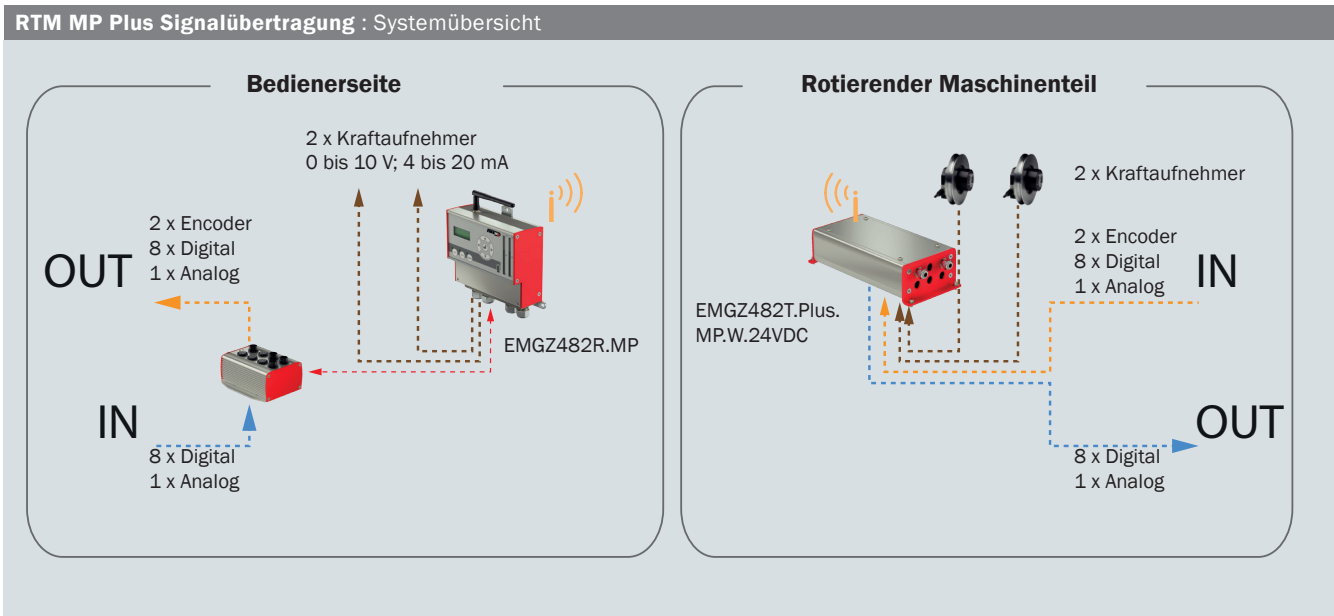 RTM MP Plus Signalübertragung : Systemübersicht
Bedienerseite
2 x Kraftaufnehmer
0 bis 10 V; 4 bis 20 mA
2 x Encoder
8 x Digital
1 x Analog
OUT
EMGZ482R.MP
IN
8 x Digital
1 x Analog
Rotierender Maschinenteil
2 x Kraftaufnehmer
2 x Encoder
8 x Digital
1 x Analog
IN
EMGZ482T.Plus.
MP.W.24VDC
OUT
8 x Digital
1 x Analog